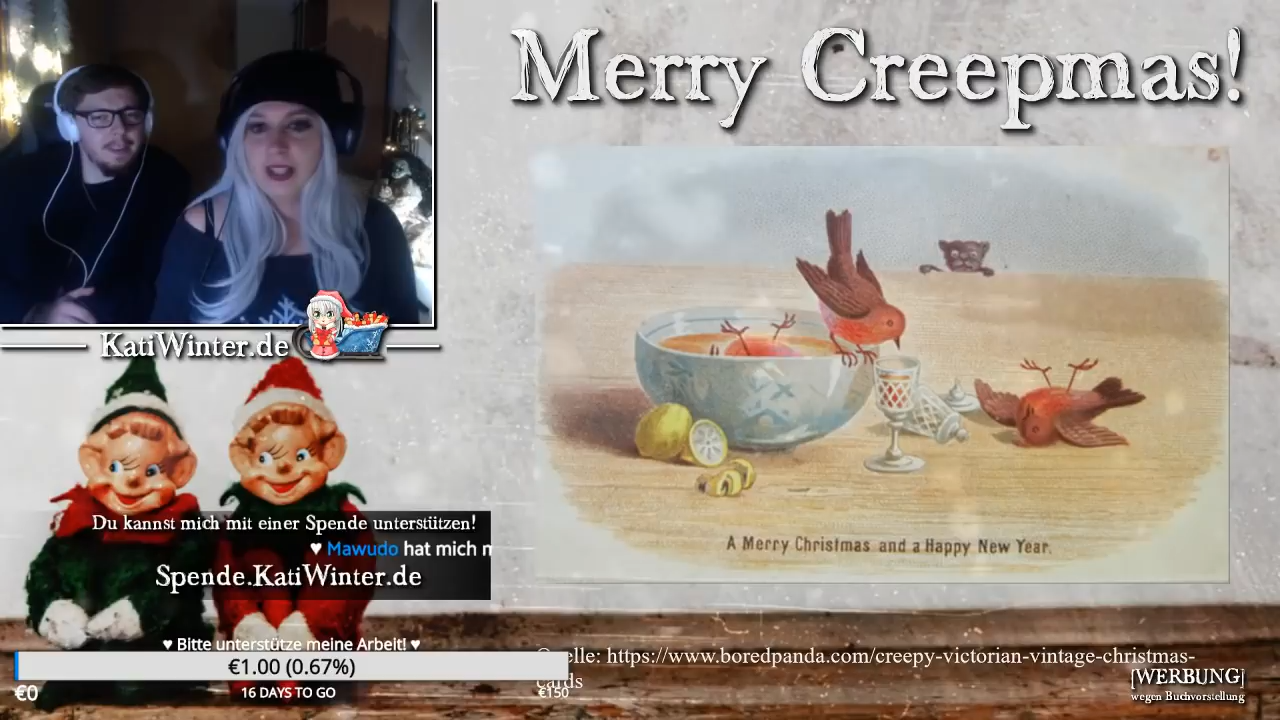 Merry Creepmas!
KatiWinter.de
A Merry Christmas and a Happy New Year.
Du kannst mich mit einer Spende unterstützen!
♥ Mawudo hat mich
Spende.KatiWinter.de
♥ Bitte unterstütze meine Arbeit! ♥
€1.00 (0.67%)
€0 16 DAYS TO GO €150
Quelle: https://www.boredpanda.com/creepy-victorian-vintage-christmas-
cards
[WERBUNG]
wegen Buchvorstellung